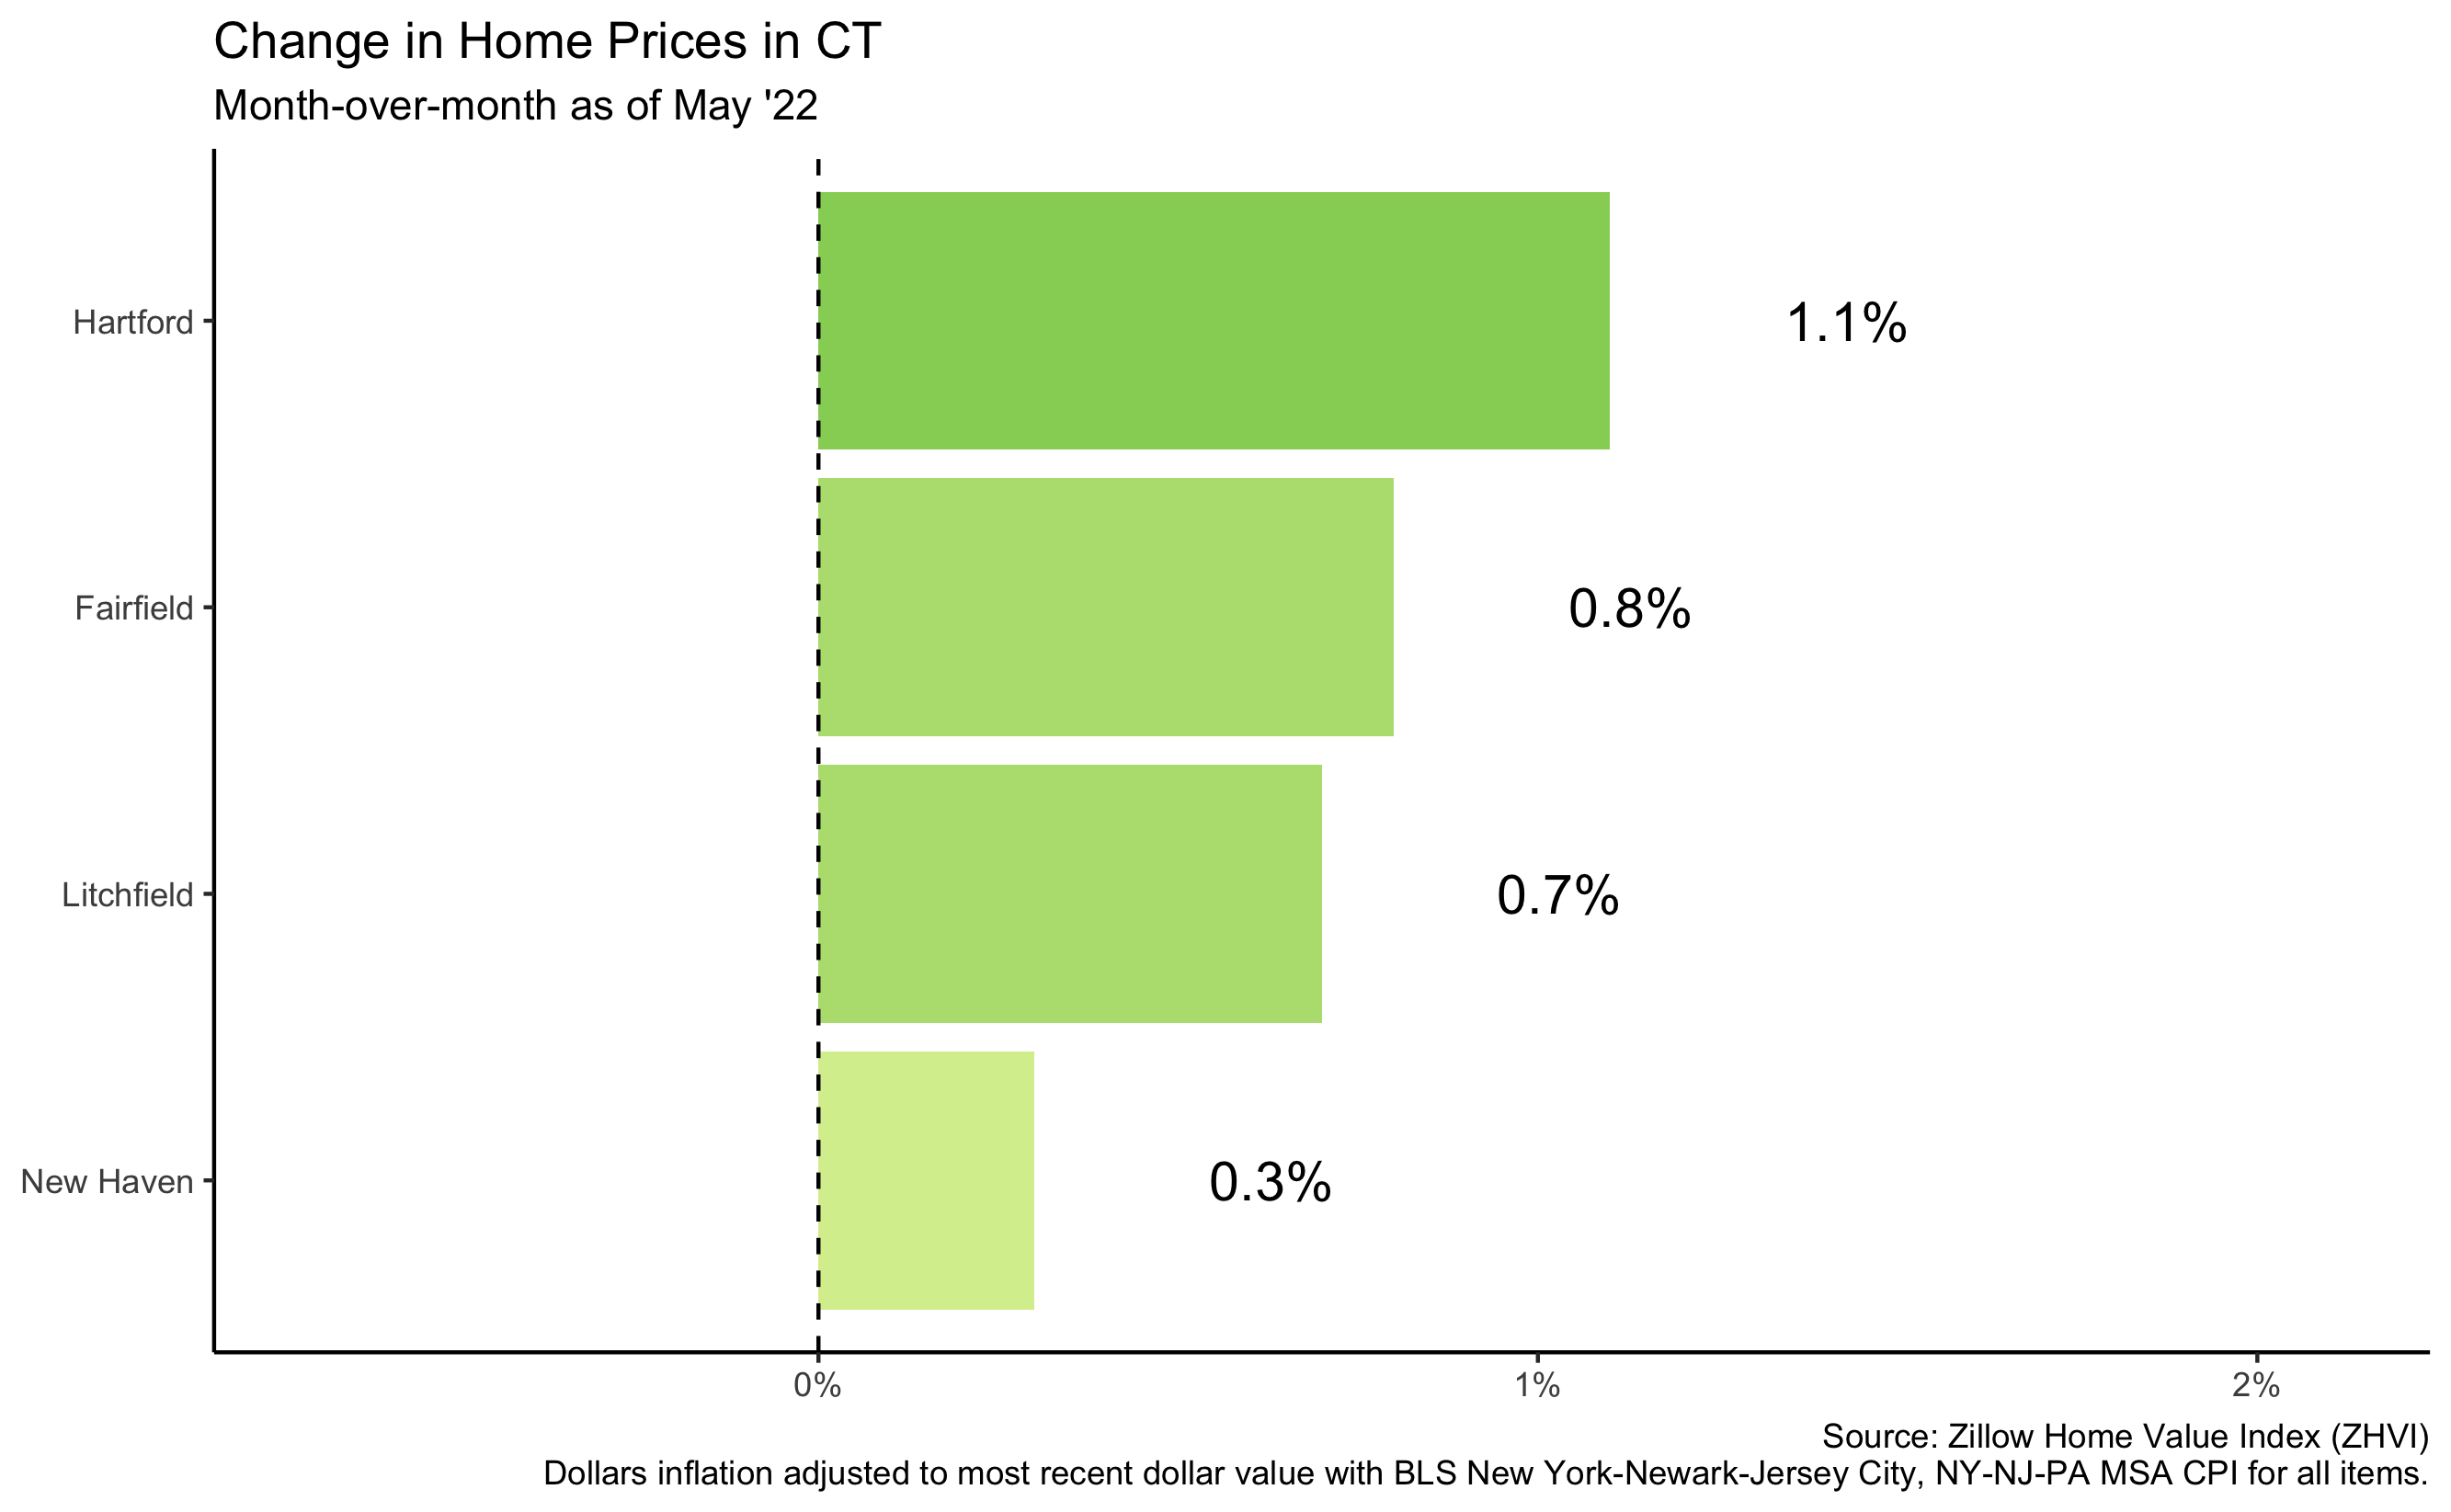 Change in Home Prices in CT
Month-over-month as of May '22
Hartford
1.1%
Fairfield
0.8%
Litchfield
0.7%
New Haven
0.3%
0%
1%
2%
Source: Zillow Home Value Index (ZHVI)
Dollars inflation adjusted to most recent dollar value with BLS New York-Newark-Jersey City, NY-NJ-PA MSA CPI for all items.